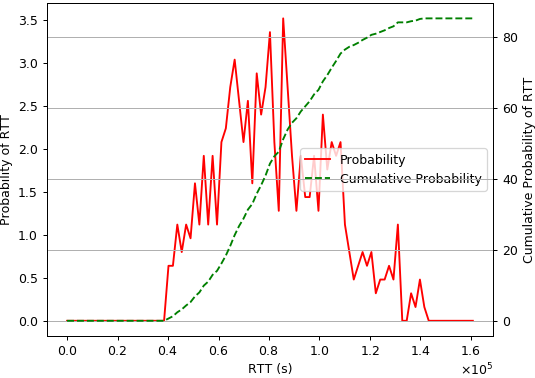 3.5
3.0
2.5
2.0
1.5
1.0
0.5
0.0
Probability of RTT
80
60
40
20
0
Cumulative Probability of RTT
Probability
Cumulative Probability
0.0 0.2 0.4 0.6 0.8 1.0 1.2 1.4 1.6
RTT (s)
×10⁵